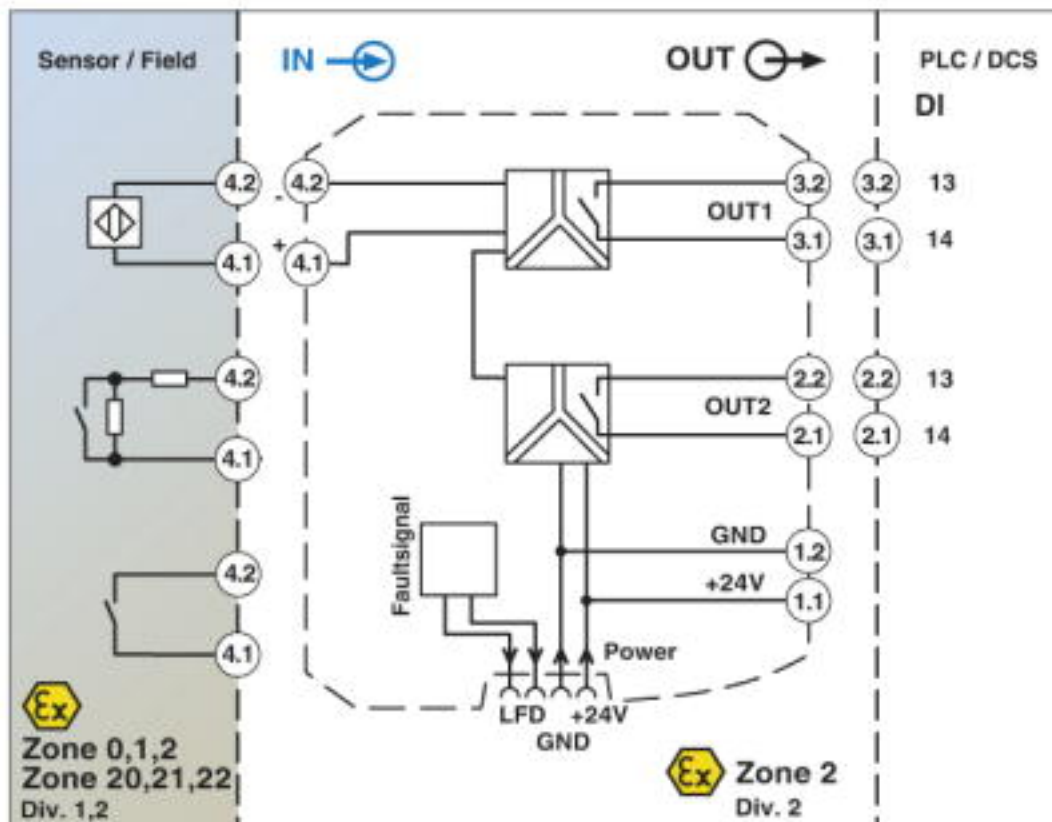 Sensor / Field
IN
OUT
PLC / DCS
DI
4.2
4.2
3.2
3.2
13
-
OUT1
+
4.1
4.1
3.1
3.1
14
4.2
2.2
2.2
13
OUT2
4.1
2.1
2.1
14
Faultsignal
GND
1.2
4.2
+24V
1.1
4.1
Power
LFD
+24V
GND
Ex
Zone 0,1,2
Zone 20,21,22
Div. 1,2
Ex
Zone 2
Div. 2